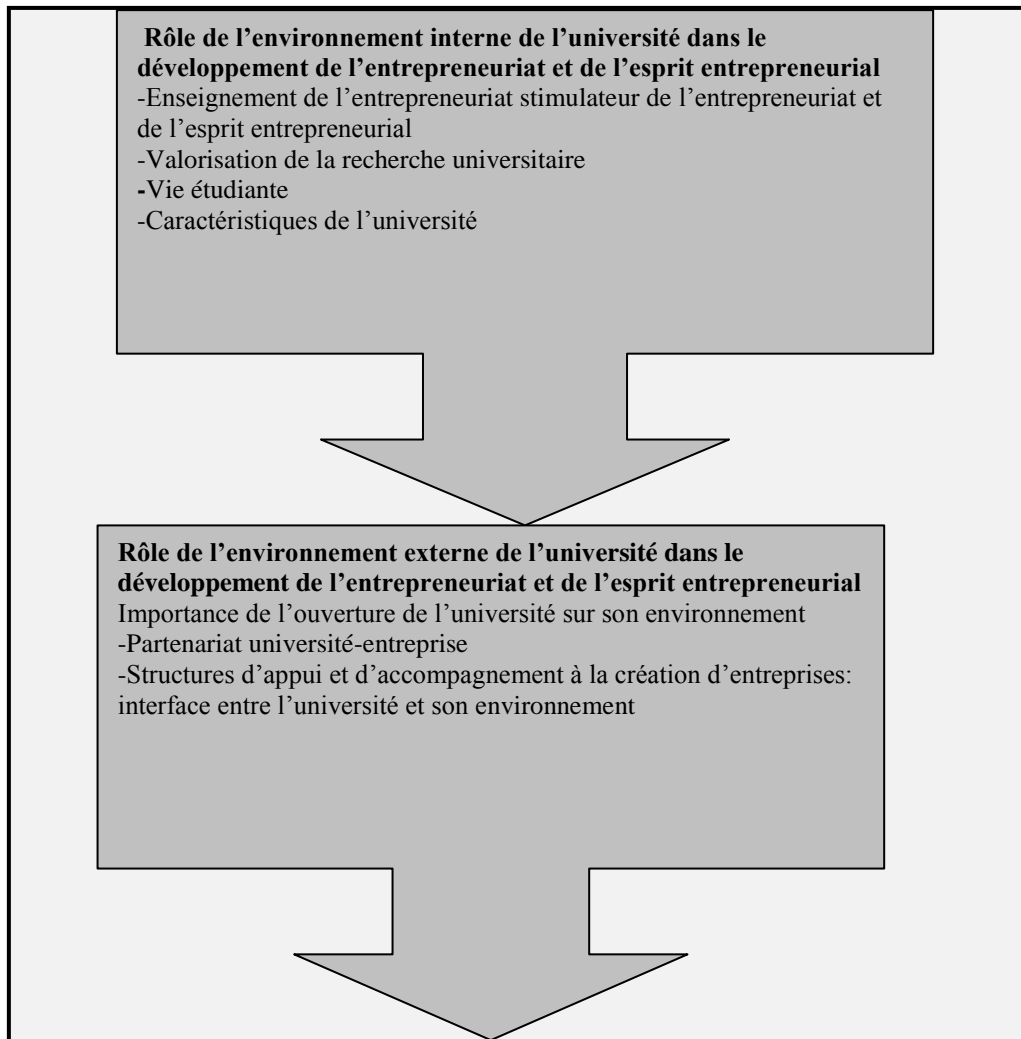 Rôle de l’environnement interne de l’université dans le
développement de l’entrepreneuriat et de l’esprit entrepreneurial
-Enseignement de l’entrepreneuriat stimulateur de l’entrepreneuriat et
de l’esprit entrepreneurial
-Valorisation de la recherche universitaire
-Vie étudiante
-Caractéristiques de l’université
Rôle de l’environnement externe de l’université dans le
développement de l’entrepreneuriat et de l’esprit entrepreneurial
Importance de l’ouverture de l’université sur son environnement
-Partenariat université-entreprise
-Structures d’appui et d’accompagnement à la création d’entreprises:
interface entre l’université et son environnement